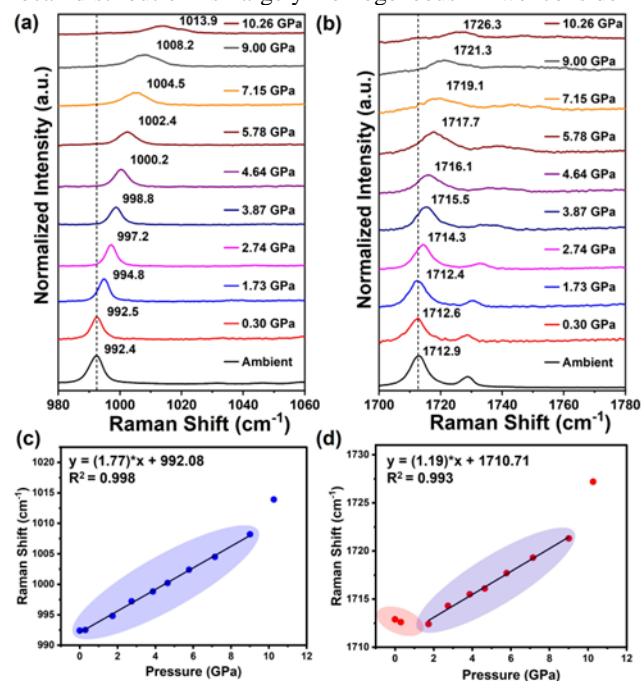 (a)
1013.9
10.26 GPa
1008.2
9.00 GPa
1004.5
7.15 GPa
1002.4
5.78 GPa
1000.2
4.64 GPa
998.8
3.87 GPa
997.2
2.74 GPa
994.8
1.73 GPa
992.5
0.30 GPa
992.4
Ambient
Normalized Intensity (a.u.)
980 1000 1020 1040 1060
Raman Shift (cm-1)
(b)
1726.3
10.26 GPa
1721.3
9.00 GPa
1719.1
7.15 GPa
1717.7
5.78 GPa
1716.1
4.64 GPa
1715.5
3.87 GPa
1714.3
2.74 GPa
1712.4
1.73 GPa
1712.6
0.30 GPa
1712.9
Ambient
Normalized Intensity (a.u.)
1700 1720 1740 1760 1780
Raman Shift (cm-1)
(c)
y = (1.77)*x + 992.08
R2 = 0.998
Raman Shift (cm-1)
1020
1015
1010
1005
1000
995
990
0 2 4 6 8 10 12
Pressure (GPa)
(d)
y = (1.19)*x + 1710.71
R2 = 0.993
Raman Shift (cm-1)
1730
1720
1710
0 2 4 6 8 10 12
Pressure (GPa)